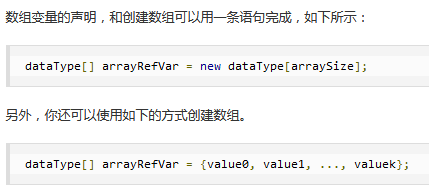 数组变量的声明，和创建数组可以用一条语句完成，如下所示：
dataType[] arrayRefVar = new dataType[arraySize];
另外，你还可以使用如下的方式创建数组。
dataType[] arrayRefVar = {value0, value1, ..., valuek};